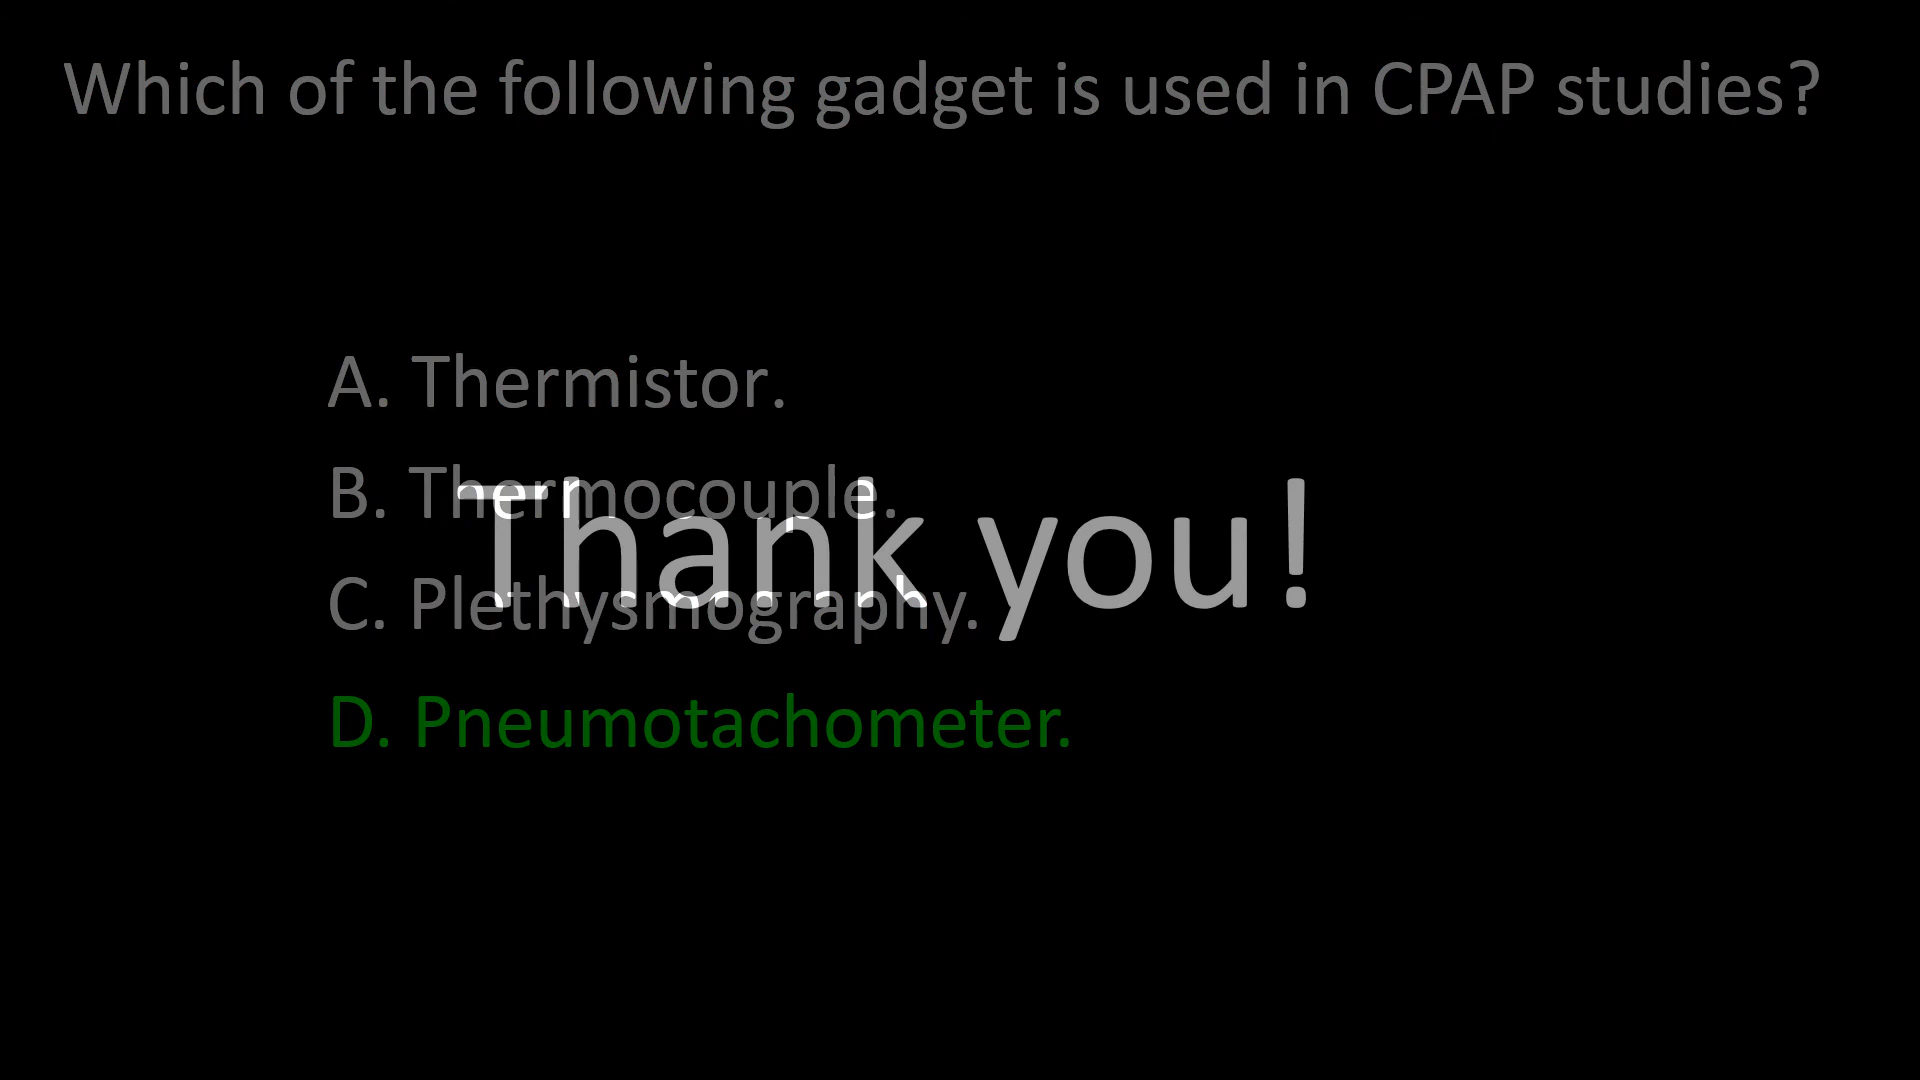 Which of the following gadget is used in CPAP studies?
A. Thermistor.
B. Thermocouple.
Thank you!
C. Plethysmography.
D. Pneumotachometer.